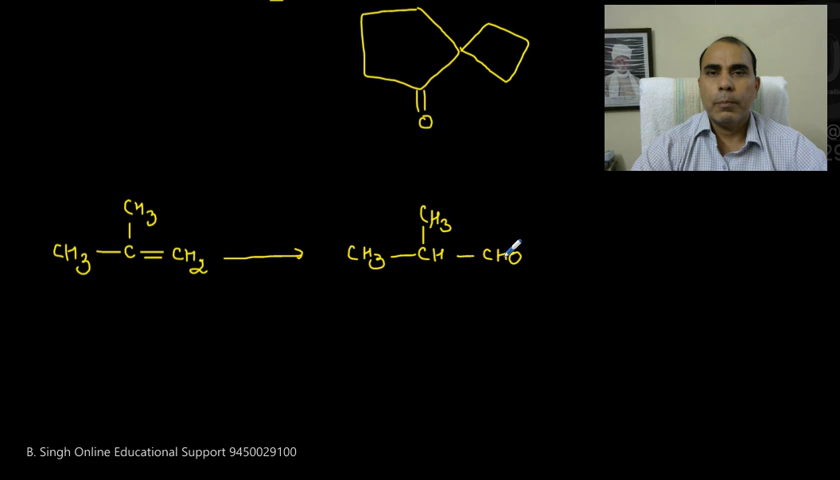 O
CH3 CH3
CH3 — C = CH2 ⟶ CH3 — CH — CHO
B. Singh Online Educational Support 9450029100